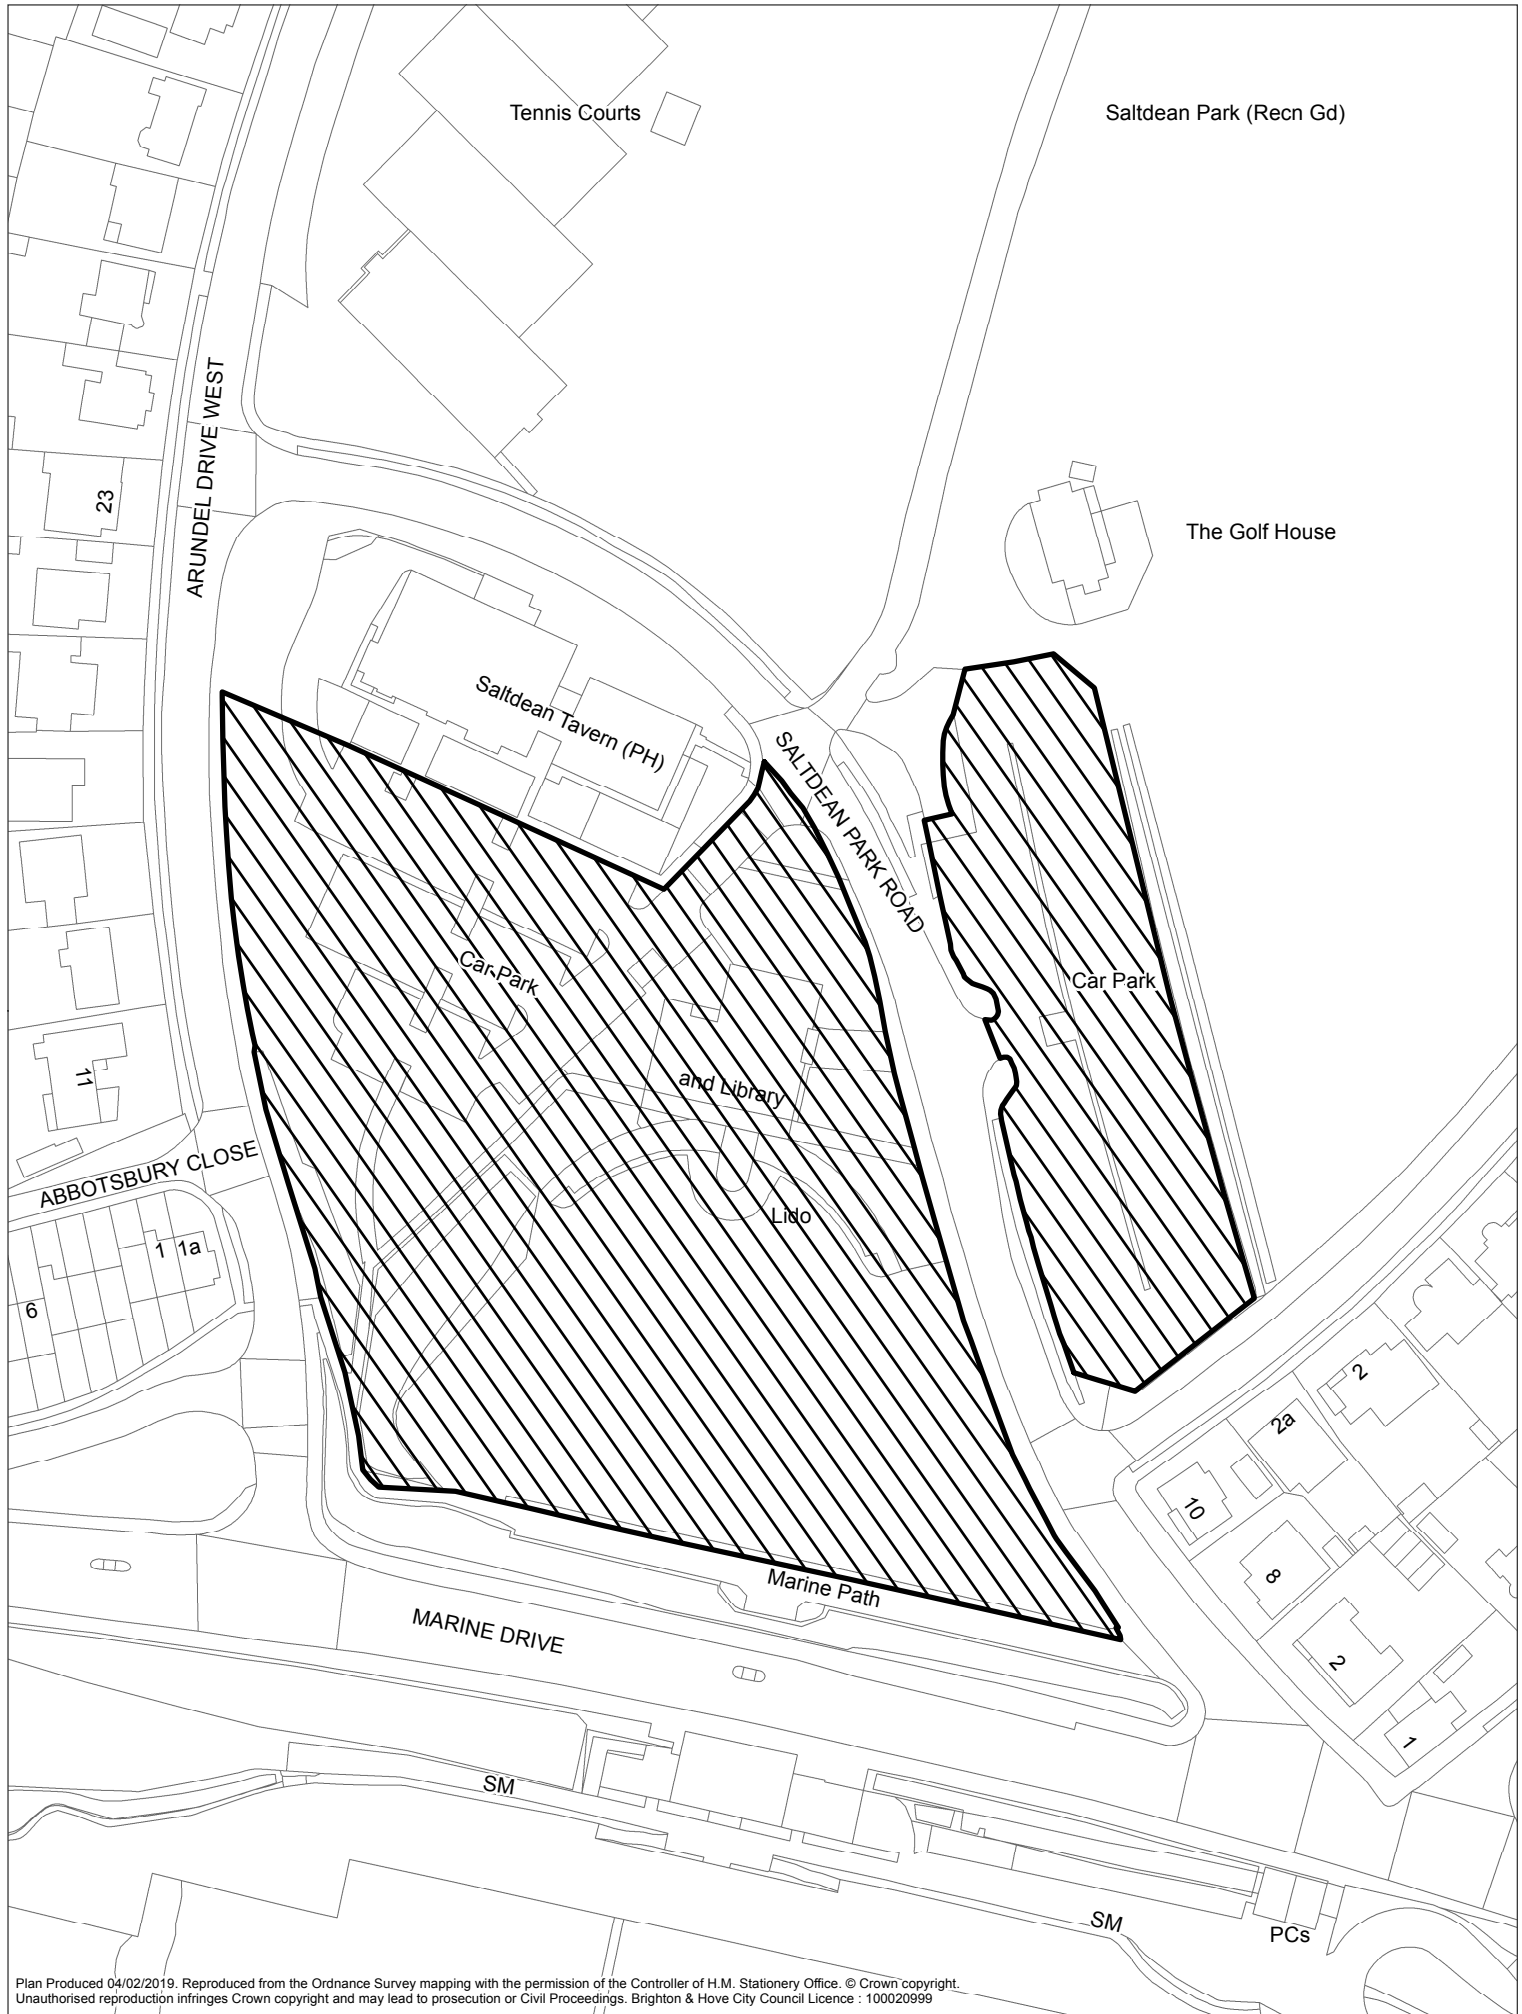 Tennis Courts
Saltdean Park (Recn Gd)
ARUNDEL DRIVE WEST
23
The Golf House
Saltdean Tavern (PH)
SALTDEAN PARK ROAD
Car Park
Car Park
11
and Library
ABBOTSBURY CLOSE
Lido
1 1a
6
2
2a
10
8
Marine Path
MARINE DRIVE
2
1
SM
SM
PCs
Plan Produced 04/02/2019. Reproduced from the Ordnance Survey mapping with the permission of the Controller of H.M. Stationery Office. © Crown copyright.
Unauthorised reproduction infringes Crown copyright and may lead to prosecution or Civil Proceedings. Brighton & Hove City Council Licence : 100020999